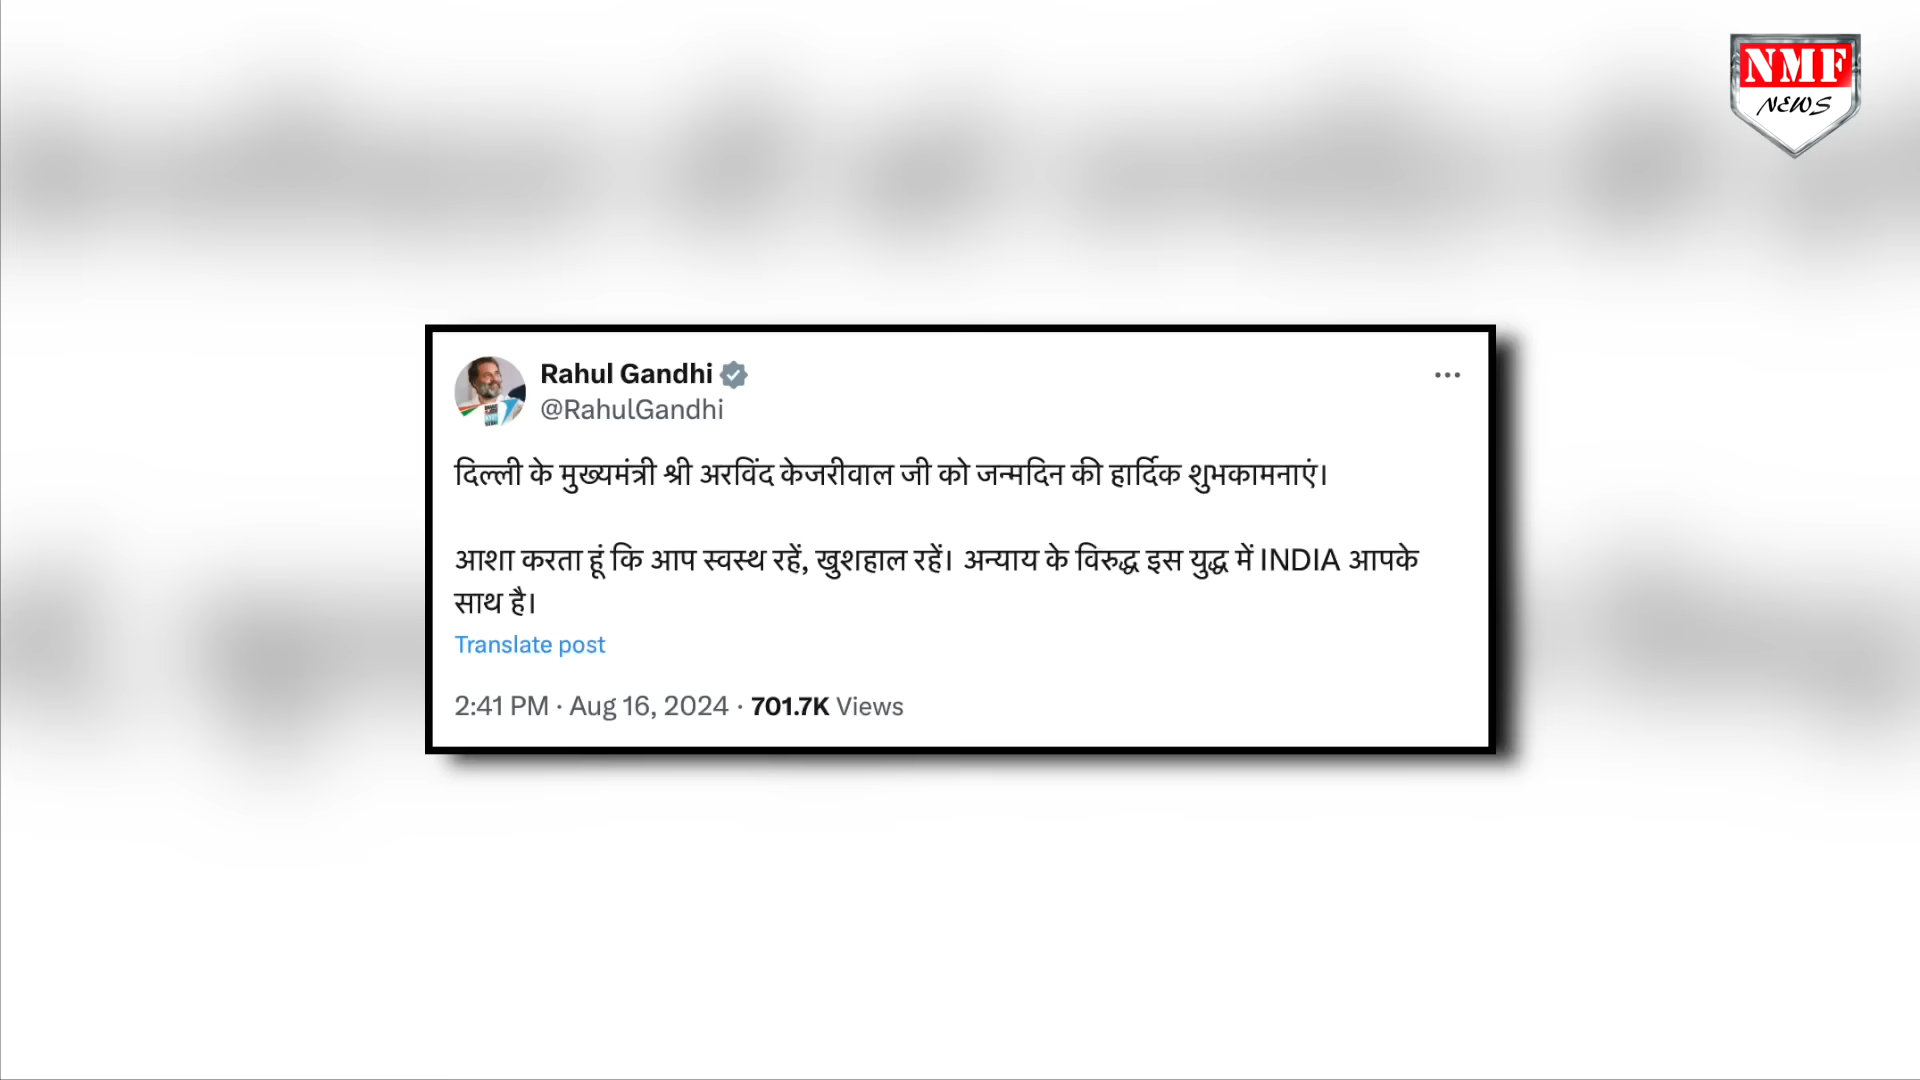 NMF
NEWS
Rahul Gandhi
@RahulGandhi
दिल्ली के मुख्यमंत्री श्री अरविंद केजरीवाल जी को जन्मदिन की हार्दिक शुभकामनाएं।
आशा करता हूं कि आप स्वस्थ रहें, खुशहाल रहें। अन्याय के विरुद्ध इस युद्ध में INDIA आपके
साथ है।
Translate post
2:41 PM · Aug 16, 2024 · 701.7K Views